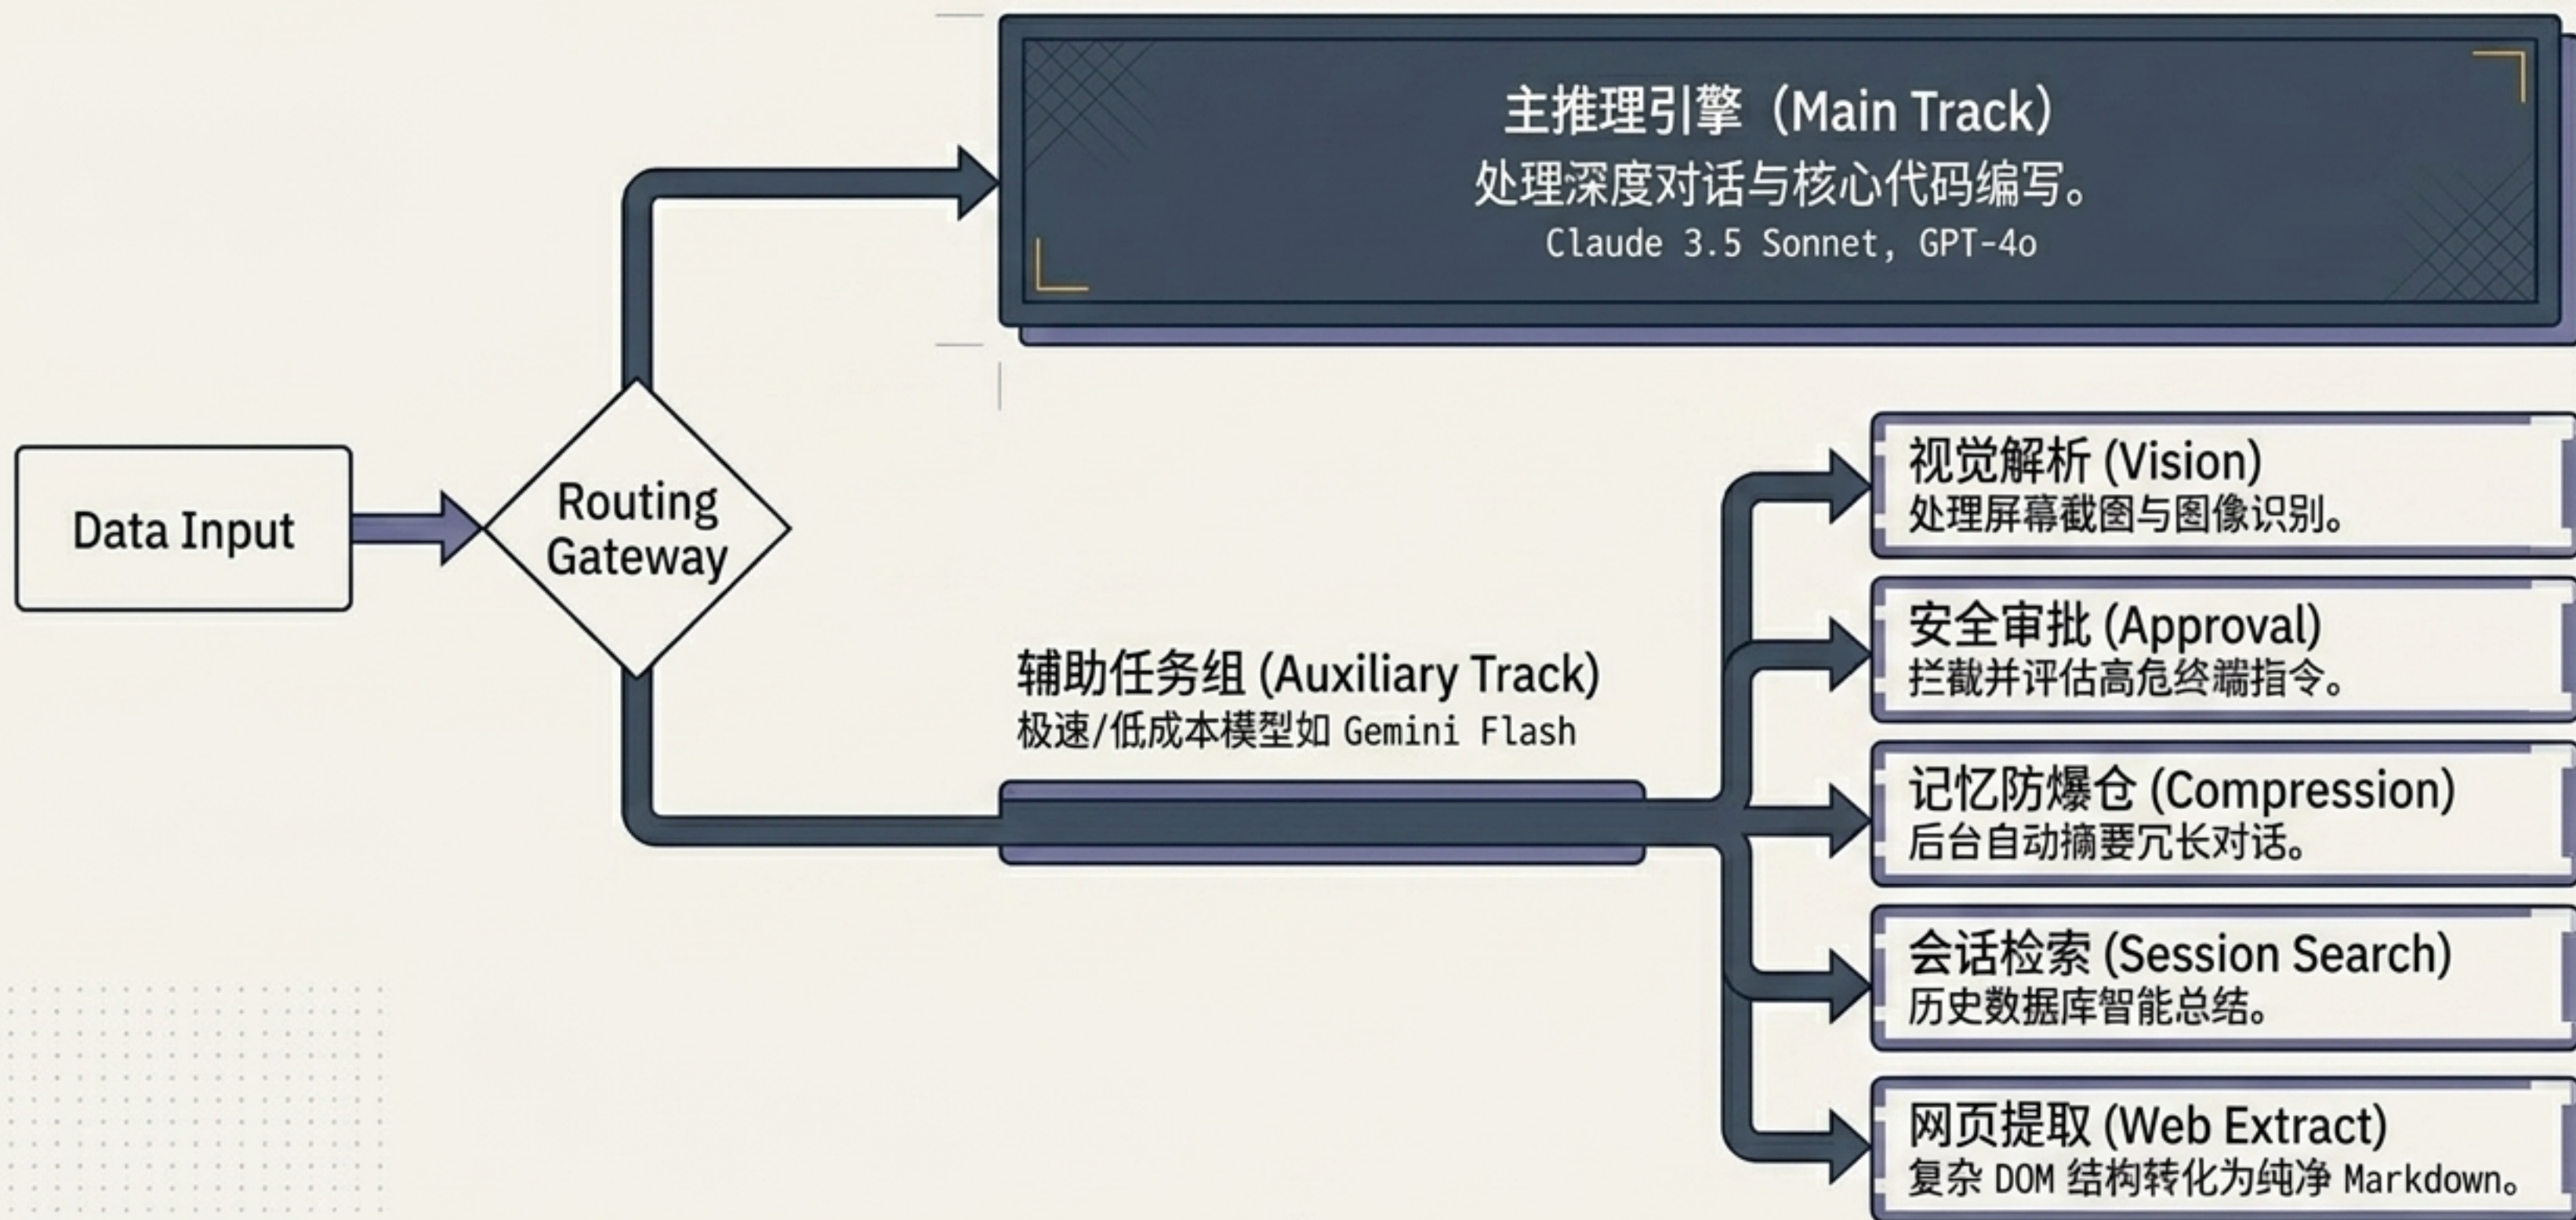 主推理引擎（Main Track）
处理深度对话与核心代码编写。
Claude 3.5 Sonnet, GPT-4o
Data Input
Routing
Gateway
辅助任务组 (Auxiliary Track)
极速/低成本模型如 Gemini Flash
视觉解析 (Vision)
处理屏幕截图与图像识别。
安全审批 (Approval)
拦截并评估高危终端指令。
记忆防爆仓 (Compression)
后台自动摘要冗长对话。
会话检索 (Session Search)
历史数据库智能总结。
网页提取 (Web Extract)
复杂 DOM 结构转化为纯净 Markdown。